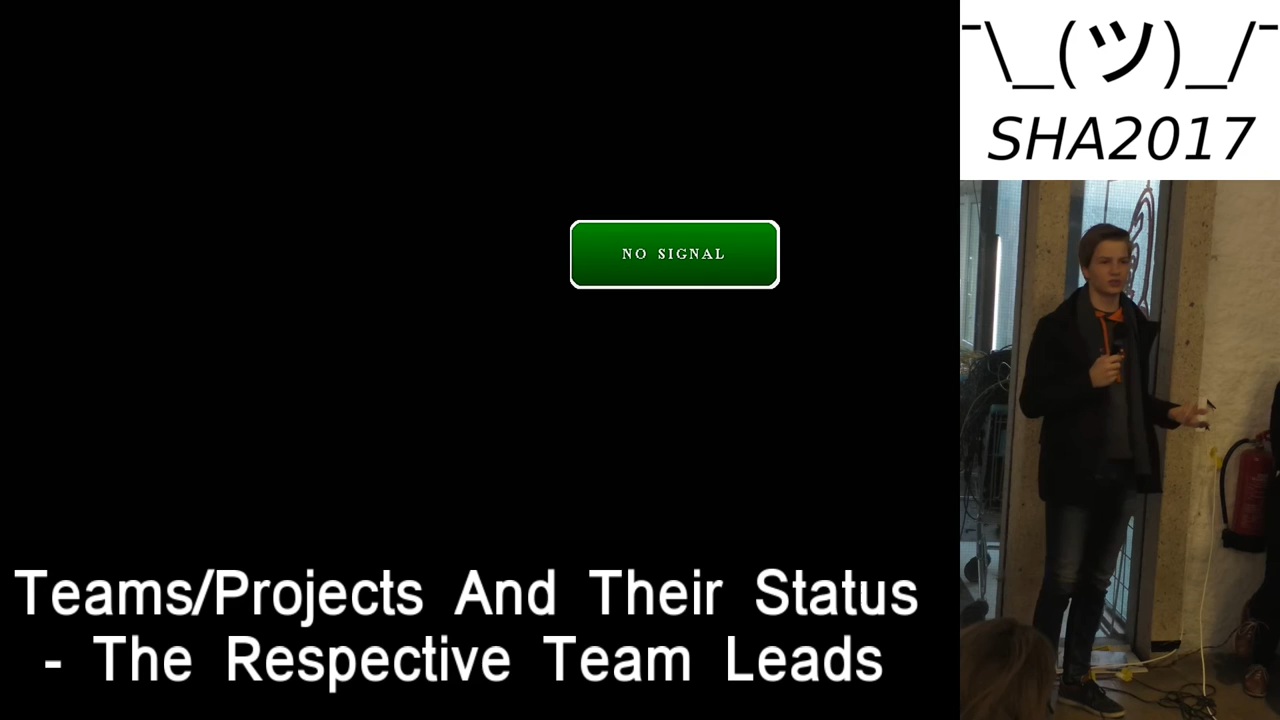 ¯\_(ツ)_/¯
SHA2017
NO SIGNAL
Teams/Projects And Their Status
- The Respective Team Leads